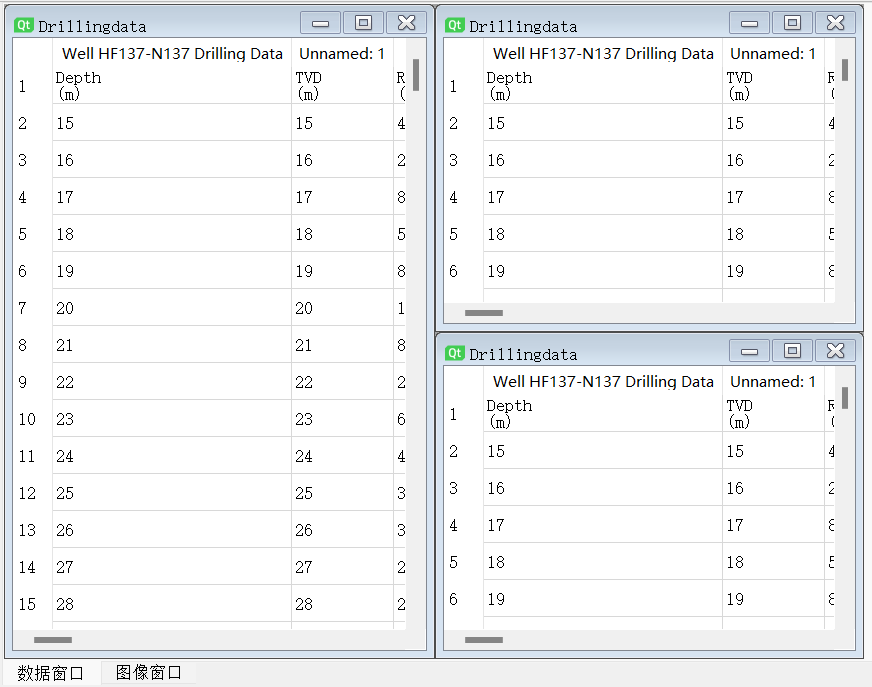 Qt Drillingdata
Well HF137-N137 Drilling Data Unnamed: 1
1 Depth TVD R
(m) (m) (
2 15 15 4
3 16 16 2
4 17 17 8
5 18 18 5
6 19 19 8
7 20 20 1
8 21 21 8
9 22 22 2
10 23 23 6
11 24 24 4
12 25 25 3
13 26 26 3
14 27 27 2
15 28 28 2
Qt Drillingdata
Well HF137-N137 Drilling Data Unnamed: 1
1 Depth TVD R
(m) (m) (
2 15 15 4
3 16 16 2
4 17 17 8
5 18 18 5
6 19 19 8
Qt Drillingdata
Well HF137-N137 Drilling Data Unnamed: 1
1 Depth TVD R
(m) (m) (
2 15 15 4
3 16 16 2
4 17 17 8
5 18 18 5
6 19 19 8
数据窗口 图像窗口